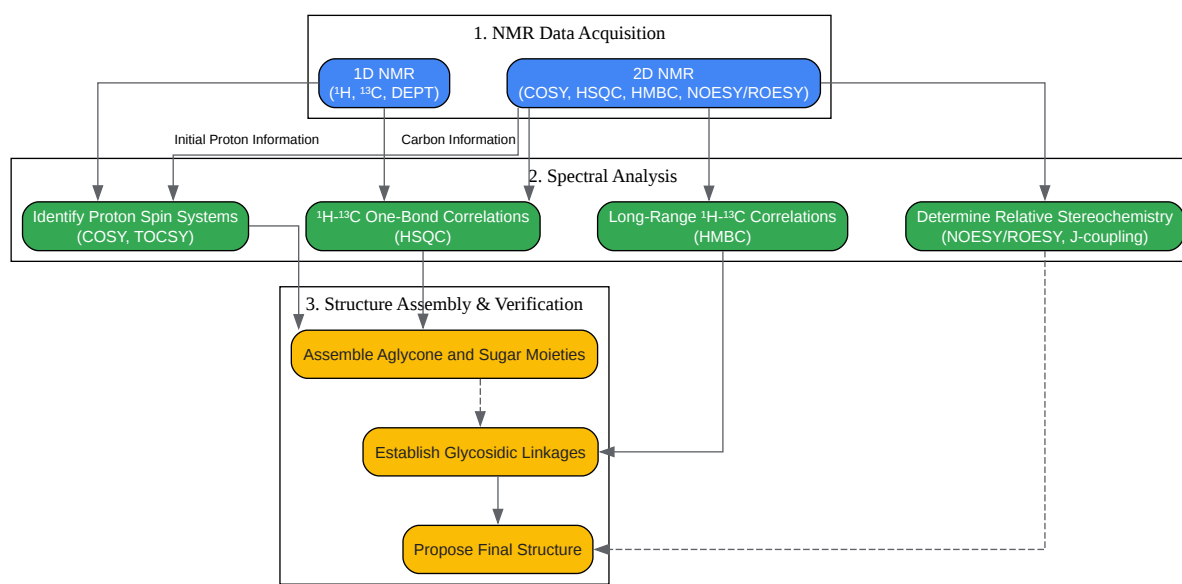 1. NMR Data Acquisition
1D NMR
(¹H, ¹³C, DEPT)
2D NMR
(COSY, HSQC, HMBC, NOESY/ROESY)
Initial Proton Information
Carbon Information
2. Spectral Analysis
Identify Proton Spin Systems
(COSY, TOCSY)
¹H-¹³C One-Bond Correlations
(HSQC)
Long-Range ¹H-¹³C Correlations
(HMBC)
Determine Relative Stereochemistry
(NOESY/ROESY, J-coupling)
3. Structure Assembly & Verification
Assemble Aglycone and Sugar Moieties
Establish Glycosidic Linkages
Propose Final Structure